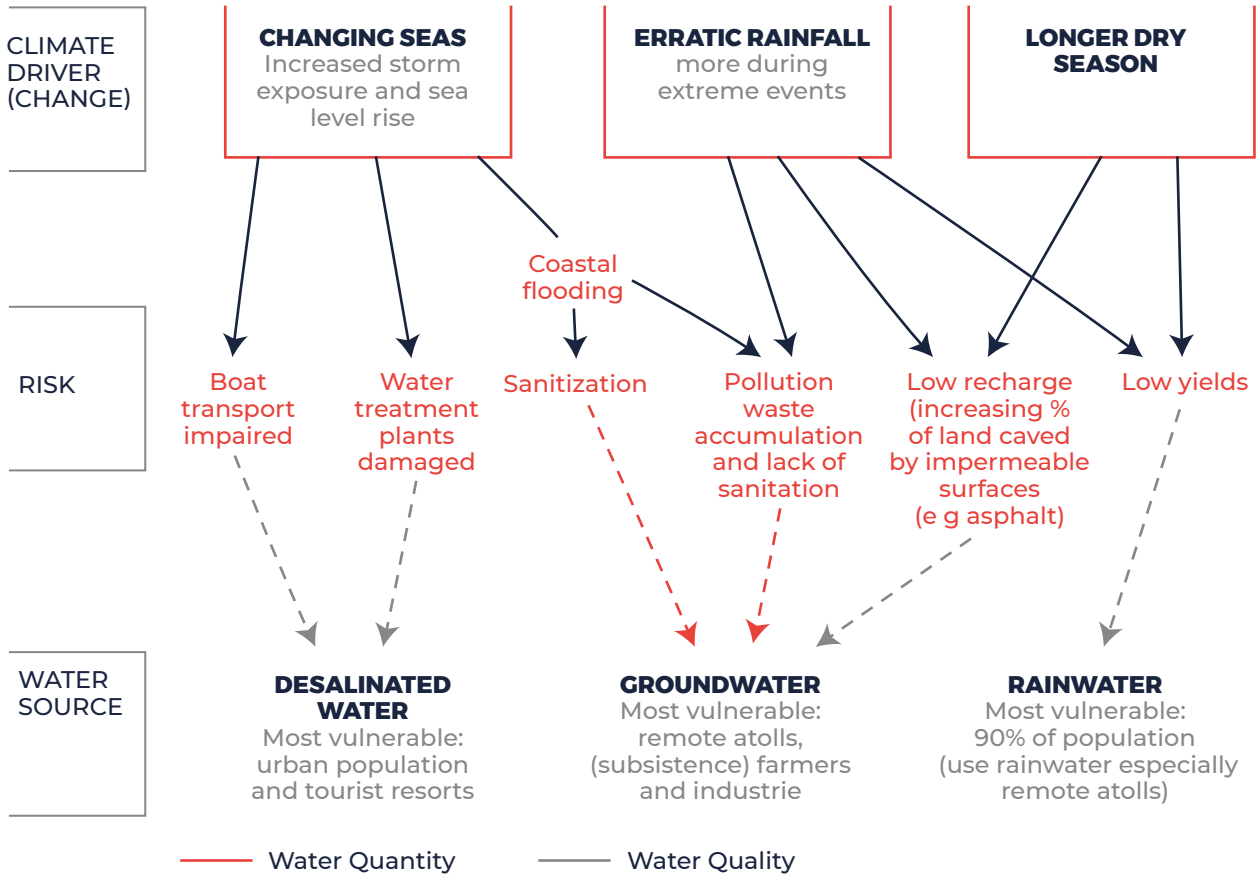 CLIMATE
DRIVER
(CHANGE)
CHANGING SEAS
Increased storm
exposure and sea
level rise
ERRATIC RAINFALL
more during
extreme events
LONGER DRY
SEASON
Coastal
flooding
RISK
Boat
transport
impaired
Water
treatment
plants
damaged
Sanitization
Pollution
waste
accumulation
and lack of
sanitation
Low recharge
(increasing %
of land caved
by impermeable
surfaces
(e g asphalt)
Low yields
WATER
SOURCE
DESALINATED
WATER
Most vulnerable:
urban population
and tourist resorts
GROUNDWATER
Most vulnerable:
remote atolls,
(subsistence) farmers
and industrie
RAINWATER
Most vulnerable:
90% of population
(use rainwater especially
remote atolls)
Water Quantity
Water Quality